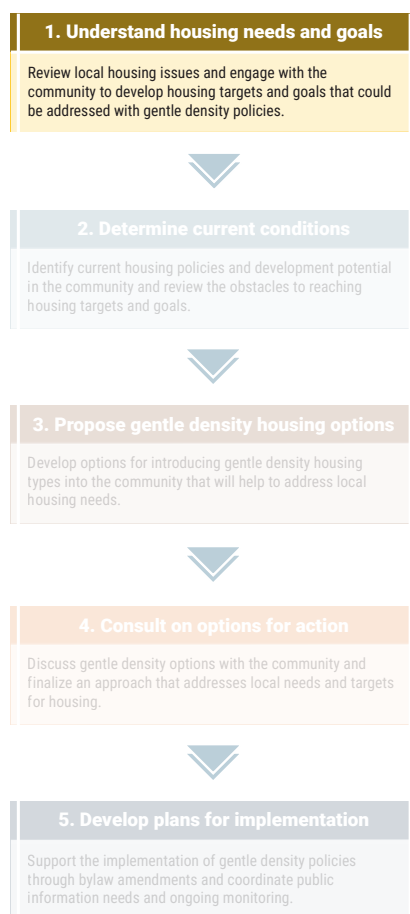 1. Understand housing needs and goals
Review local housing issues and engage with the
community to develop housing targets and goals that could
be addressed with gentle density policies.
2. Determine current conditions
Identify current housing policies and development potential
in the community and review the obstacles to reaching
housing targets and goals.
3. Propose gentle density housing options
Develop options for introducing gentle density housing
types into the community that will help to address local
housing needs.
4. Consult on options for action
Discuss gentle density options with the community and
finalize an approach that addresses local needs and targets
for housing.
5. Develop plans for implementation
Support the implementation of gentle density policies
through bylaw amendments and coordinate public
information needs and ongoing monitoring.